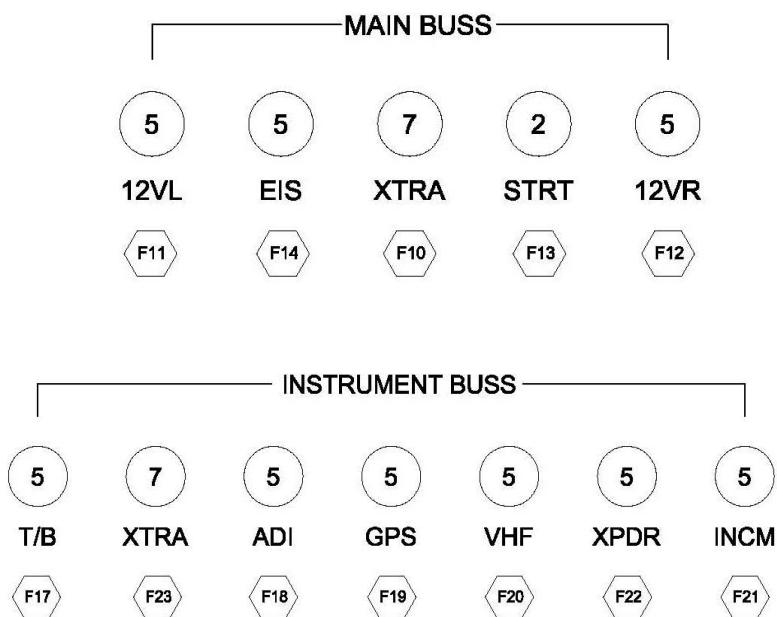 MAIN BUSS
5 5 7 2 5
12VL EIS XTRA STRT 12VR
F11 F14 F10 F13 F12
INSTRUMENT BUSS
5 7 5 5 5 5 5
T/B XTRA ADI GPS VHF XPDR INCM
F17 F23 F18 F19 F20 F22 F21